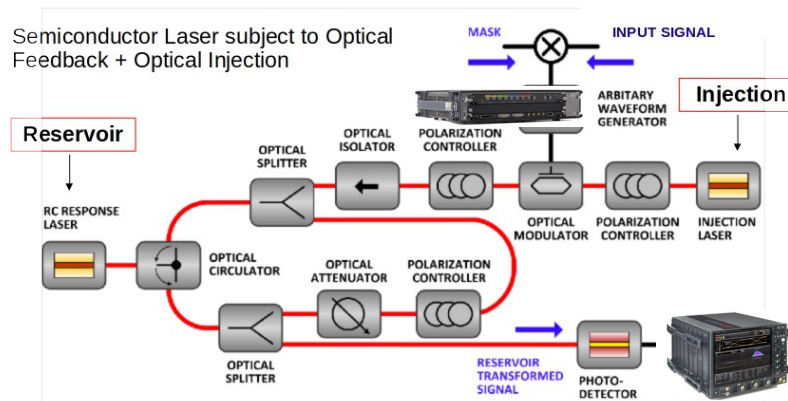 Semiconductor Laser subject to Optical
Feedback + Optical Injection
MASK
INPUT SIGNAL
ARBITARY
WAVEFORM
GENERATOR
Injection
Reservoir
OPTICAL
SPLITTER
OPTICAL
ISOLATOR
POLARIZATION
CONTROLLER
RC RESPONSE
LASER
OPTICAL
MODULATOR
POLARIZATION
CONTROLLER
INJECTION
LASER
OPTICAL
CIRCULATOR
OPTICAL
ATTENUATOR
POLARIZATION
CONTROLLER
OPTICAL
SPLITTER
RESERVOIR
TRANSFORMED
SIGNAL
PHOTO-
DETECTOR